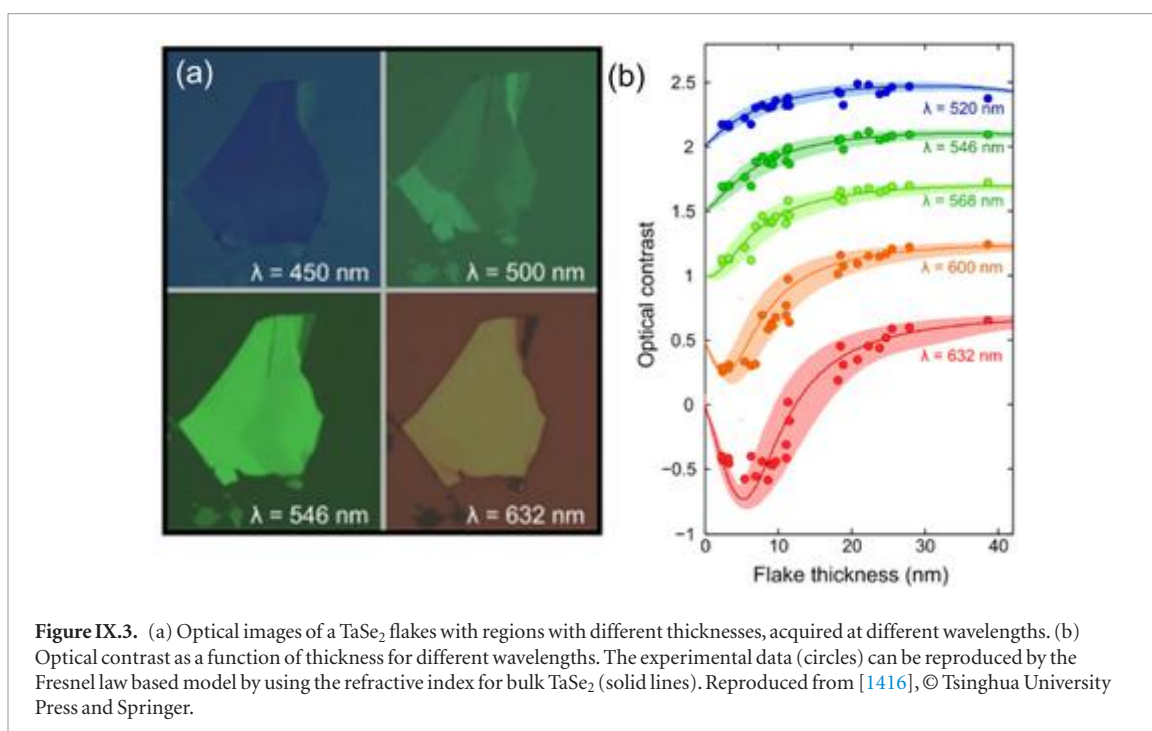 (a)
λ = 450 nm
λ = 500 nm
λ = 546 nm
λ = 632 nm
(b)
Optical contrast
2.5
2
1.5
1
0.5
0
−0.5
−1
λ = 520 nm
λ = 546 nm
λ = 568 nm
λ = 600 nm
λ = 632 nm
0 10 20 30 40
Flake thickness (nm)
Figure IX.3. (a) Optical images of a TaSe₂ flakes with regions with different thicknesses, acquired at different wavelengths. (b)
Optical contrast as a function of thickness for different wavelengths. The experimental data (circles) can be reproduced by the
Fresnel law based model by using the refractive index for bulk TaSe₂ (solid lines). Reproduced from [1416], © Tsinghua University
Press and Springer.